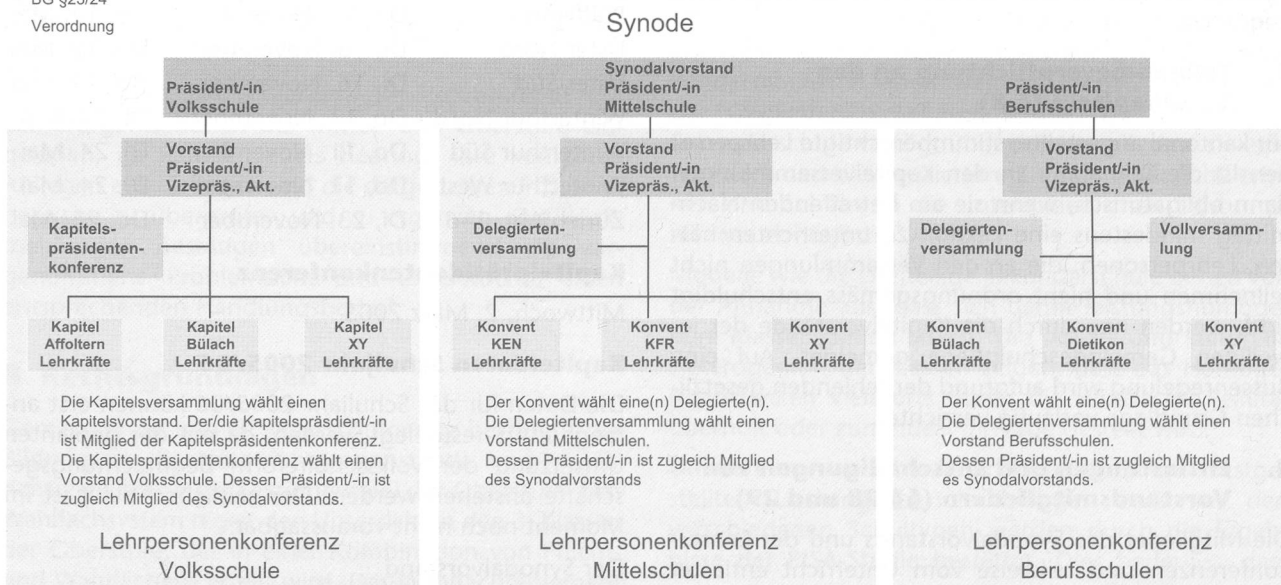 BG §23/24
Verordnung
Synode
Synodalvorstand
Präsident/-in
Volksschule
Präsident/-in
Mittelschule
Präsident/-in
Berufsschulen
Vorstand
Präsident/-in
Vizepräs., Akt.
Vorstand
Präsident/-in
Vizepräs., Akt.
Vorstand
Präsident/-in
Vizepräs., Akt.
Kapitels-
präsidenten-
konferenz
Delegierten-
versammlung
Delegierten-
versammlung
Vollversamm-
lung
Kapitel
Affoltern
Lehrkräfte
Kapitel
Bülach
Lehrkräfte
Kapitel
XY
Lehrkräfte
Konvent
KEN
Lehrkräfte
Konvent
KFR
Lehrkräfte
Konvent
XY
Lehrkräfte
Konvent
Bülach
Lehrkräfte
Konvent
Dietikon
Lehrkräfte
Konvent
XY
Lehrkräfte
Die Kapitelsversammlung wählt einen
Kapitelsvorstand. Der/die Kapitelspräsdient/-in
ist Mitglied der Kapitelspräsidentenkonferenz.
Die Kapitelspräsidentenkonferenz wählt einen
Vorstand Volksschule. Dessen Präsident/-in ist
zugleich Mitglied des Synodalvorstands.
Der Konvent wählt eine(n) Delegierte(n).
Die Delegiertenversammlung wählt einen
Vorstand Mittelschulen.
Dessen Präsident/-in ist zugleich Mitglied
des Synodalvorstands
Der Konvent wählt eine(n) Delegierte(n).
Die Delegiertenversammlung wählt einen
Vorstand Berufsschulen.
Dessen Präsident/-in ist zugleich Mitglied
es Synodalvorstands.
Lehrpersonenkonferenz
Volksschule
Lehrpersonenkonferenz
Mittelschulen
Lehrpersonenkonferenz
Berufsschulen